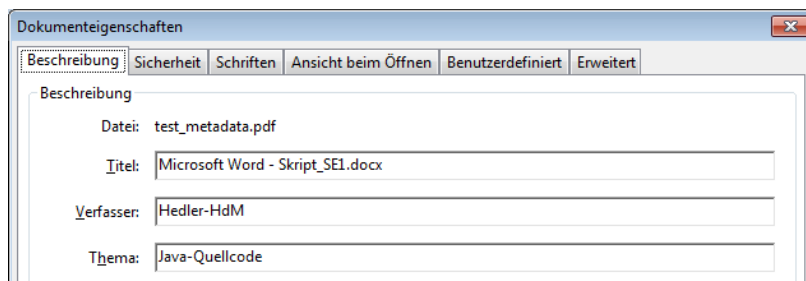 Dokumenteigenschaften
Beschreibung Sicherheit Schriften Ansicht beim Öffnen Benutzerdefiniert Erweitert
Beschreibung
Datei: test_metadata.pdf
Titel: Microsoft Word - Skript_SE1.docx
Verfasser: Hedler-HdM
Thema: Java-Quellcode